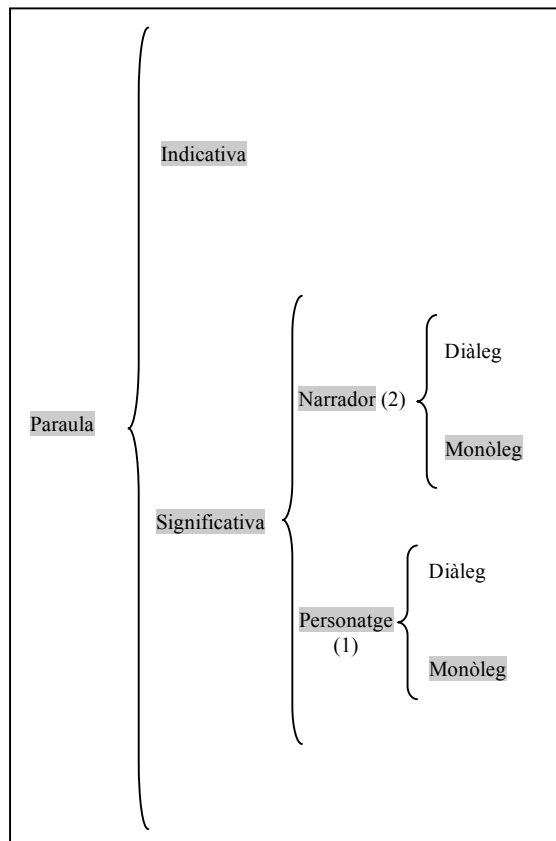 Indicativa
Diàleg
Narrador (2)
Paraula
Monòleg
Significativa
Diàleg
Personatge
(1)
Monòleg